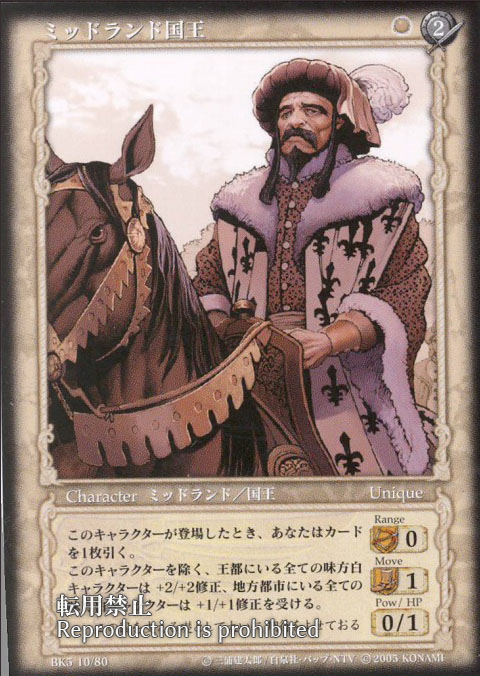 ミッドランド国王
2
Character ミッドランド／国王 Unique
このキャラクターが登場したとき、あなたはカード
を1枚引く。
このキャラクターを除く、王都にいる全ての味方白
キャラクターは +2/+2修正、地方都市にいる全ての
クターは +1/+1修正を受ける。
Range
0
Move
1
Pow / HP
0/1
転用禁止
Reproduction is prohibited
BK5 10/80
©三浦建太郎／白泉社・バップ・NTV ©2005 KONAMI